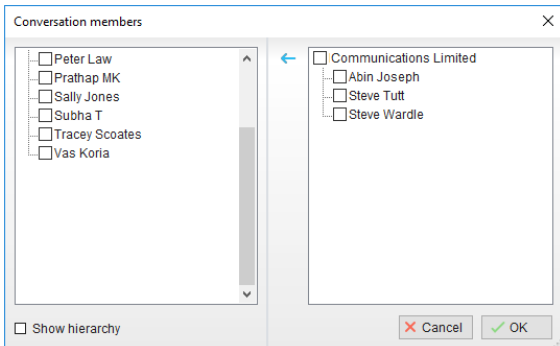 Conversation members
Peter Law
Prathap MK
Sally Jones
Subha T
Tracey Scoates
Vas Koria
Communications Limited
Abin Joseph
Steve Tutt
Steve Wardle
Show hierarchy
Cancel
OK